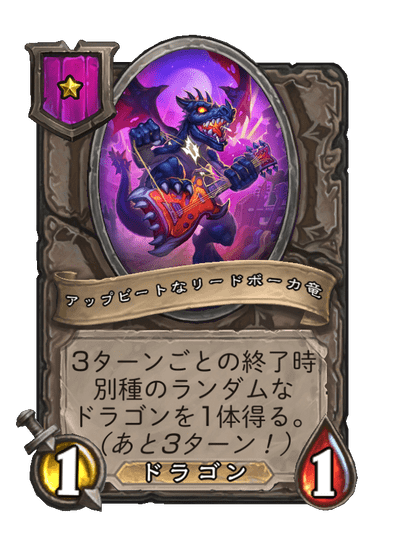 アップビートなリードボーカ竜
3ターンごとの終了時
別種のランダムな
ドラゴンを1体得る。
(あと3ターン！)
1
ドラゴン
1